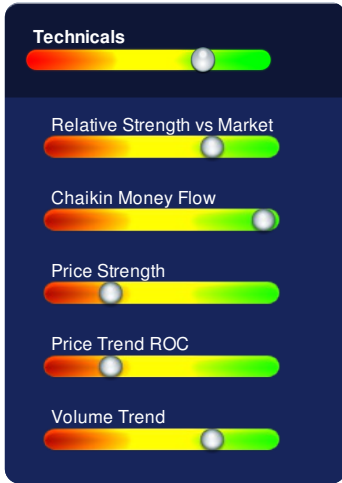 Technicals
Relative Strength vs Market
Chaikin Money Flow
Price Strength
Price Trend ROC
Volume Trend